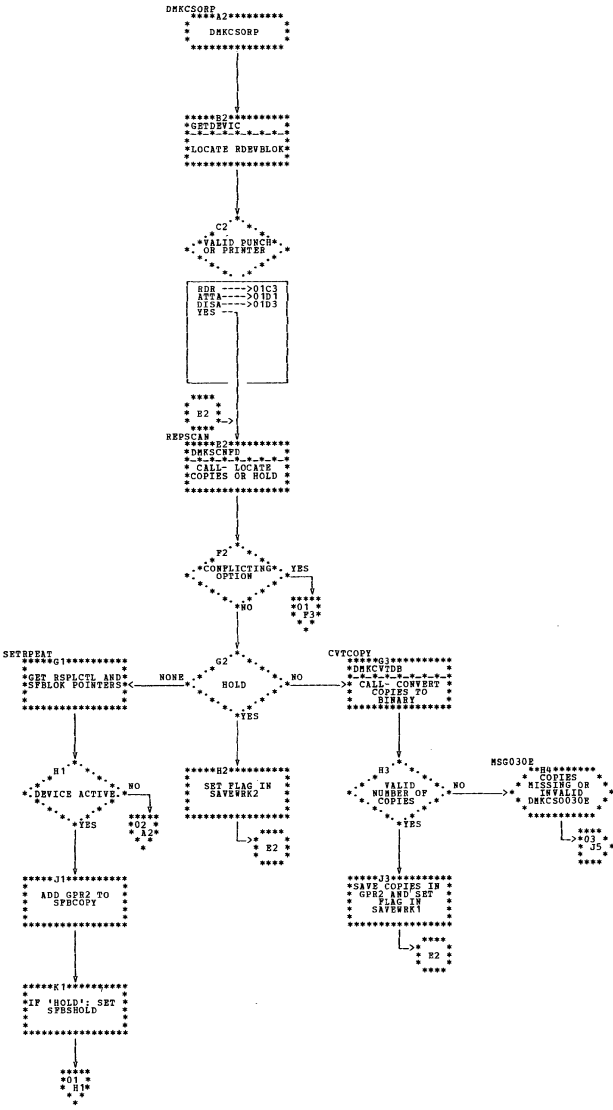 DMKCSORP
*****A2*********
DMKCSORP
*****B2*********
*GETDEVIC
*-*-*-*-*-*-*-*-*
LOCATE RDEVBLOK
C2
VALID PUNCH
OR PRINTER
RDR ---->01C3
ATTA---->01D1
DISA---->01D3
YES --
E2
REPSCAN
*****E2*********
*DMKSCNFD
*-*-*-*-*-*-*-*-*
CALL- LOCATE
COPIES OR HOLD
F2
CONFLICTING
OPTION
YES
*01
F3*
NO
SETRPEAT
*****G1*********
GET RSPLCTL AND
SFBLOK POINTERS
NONE
G2
HOLD
NO
YES
CVTCOPY
*****G3*********
*DMKCVTDB
*-*-*-*-*-*-*-*-*
CALL- CONVERT
COPIES TO
BINARY
H1
DEVICE ACTIVE
NO
*02
A2*
YES
*****H2*********
SET FLAG IN
SAVEWRK2
E2
H3
VALID
NUMBER OF
COPIES
NO
YES
MSG030E
**H4*********
COPIES
MISSING OR
INVALID
DMKCSO030E
*03
J5*
*****J1*********
ADD GPR2 TO
SFBCOPY
*****J3*********
*SAVE COPIES IN
GPR2 AND SET
FLAG IN
SAVEWRK1
E2
*****K1*********
*IF 'HOLD': SET
SFBSHOLD
*01
H1*